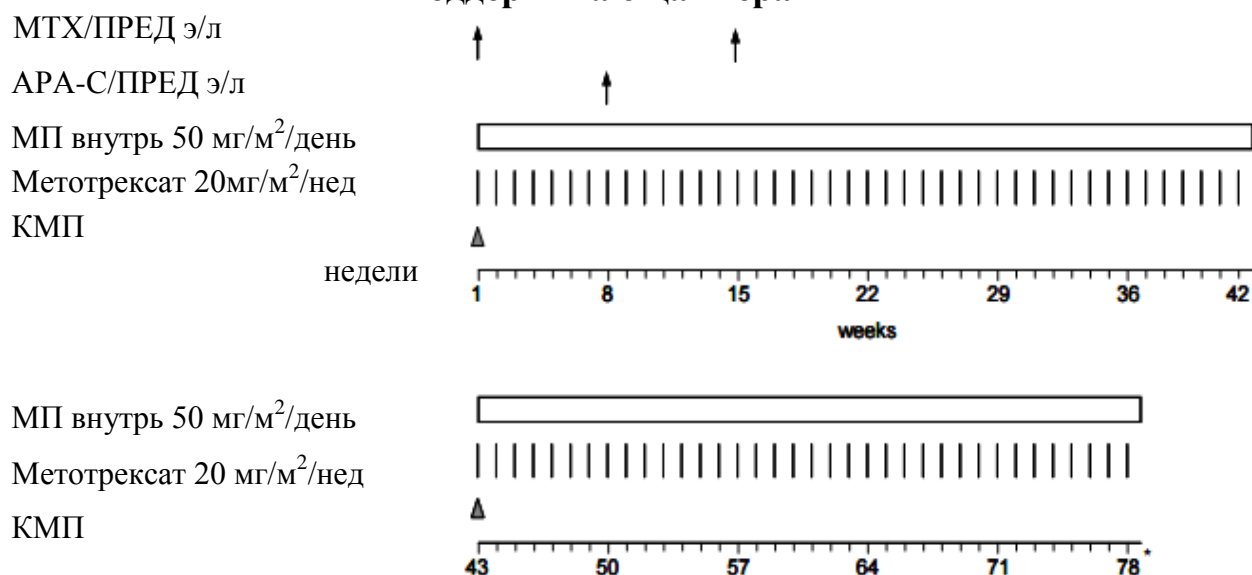 МТХ/ПРЕД э/л
АРА-С/ПРЕД э/л
МП внутрь 50 мг/м²/день
Метотрексат 20мг/м²/нед
КМП
недели
1 8 15 22 29 36 42
weeks
МП внутрь 50 мг/м²/день
Метотрексат 20 мг/м²/нед
КМП
43 50 57 64 71 78 *